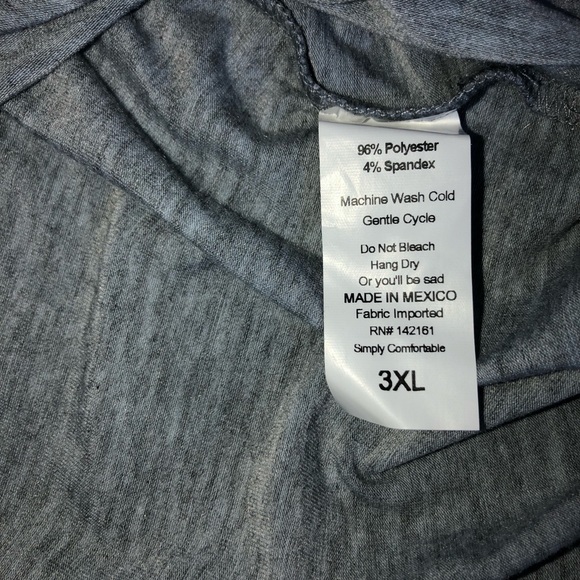 96% Polyester
4% Spandex
Machine Wash Cold
Gentle Cycle
Do Not Bleach
Hang Dry
Or you'll be sad
MADE IN MEXICO
Fabric Imported
RN# 142161
Simply Comfortable
3XL